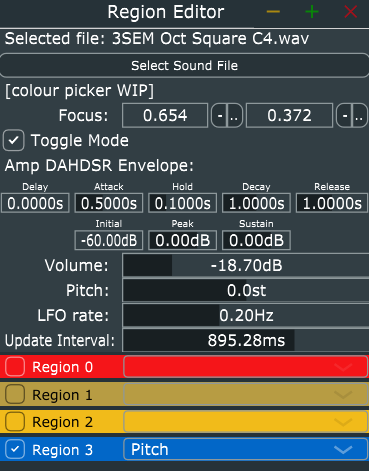 Region Editor
Selected file: 3SEM Oct Square C4.wav
Select Sound File
[colour picker WIP]
Focus: 0.654 - .. 0.372 - ..
Toggle Mode
Amp DAHDSR Envelope:
Delay Attack Hold Decay Release
0.0000s 0.5000s 0.1000s 1.0000s 1.0000s
Initial Peak Sustain
-60.00dB 0.00dB 0.00dB
Volume: -18.70dB
Pitch: 0.0st
LFO rate: 0.20Hz
Update Interval: 895.28ms
Region 0
Region 1
Region 2
Region 3 Pitch